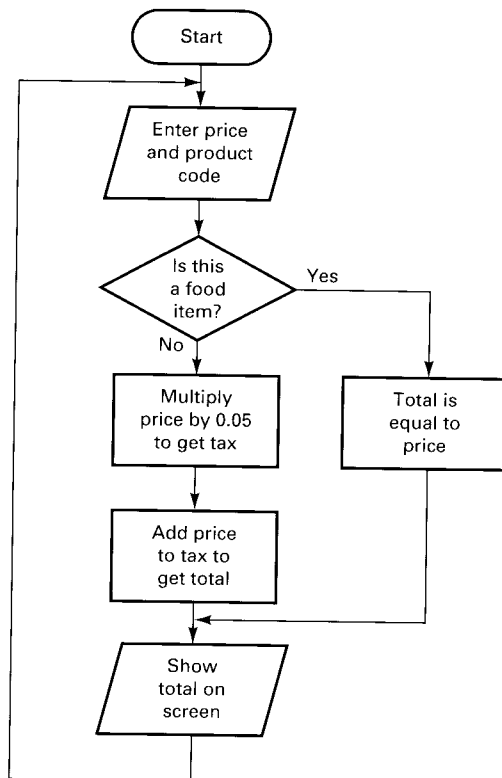 Start
Enter price
and product
code
Is this
a food
item?
Yes
No
Multiply
price by 0.05
to get tax
Total is
equal to
price
Add price
to tax to
get total
Show
total on
screen